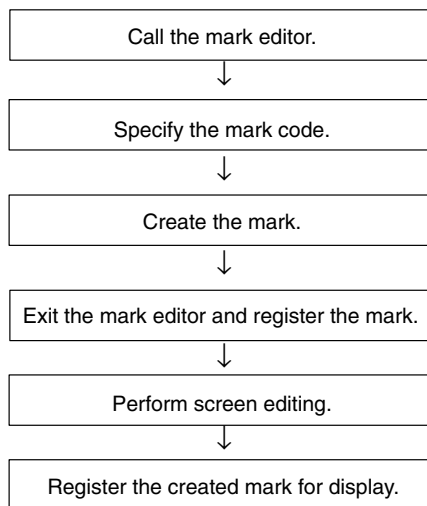 Call the mark editor.
Specify the mark code.
Create the mark.
Exit the mark editor and register the mark.
Perform screen editing.
Register the created mark for display.